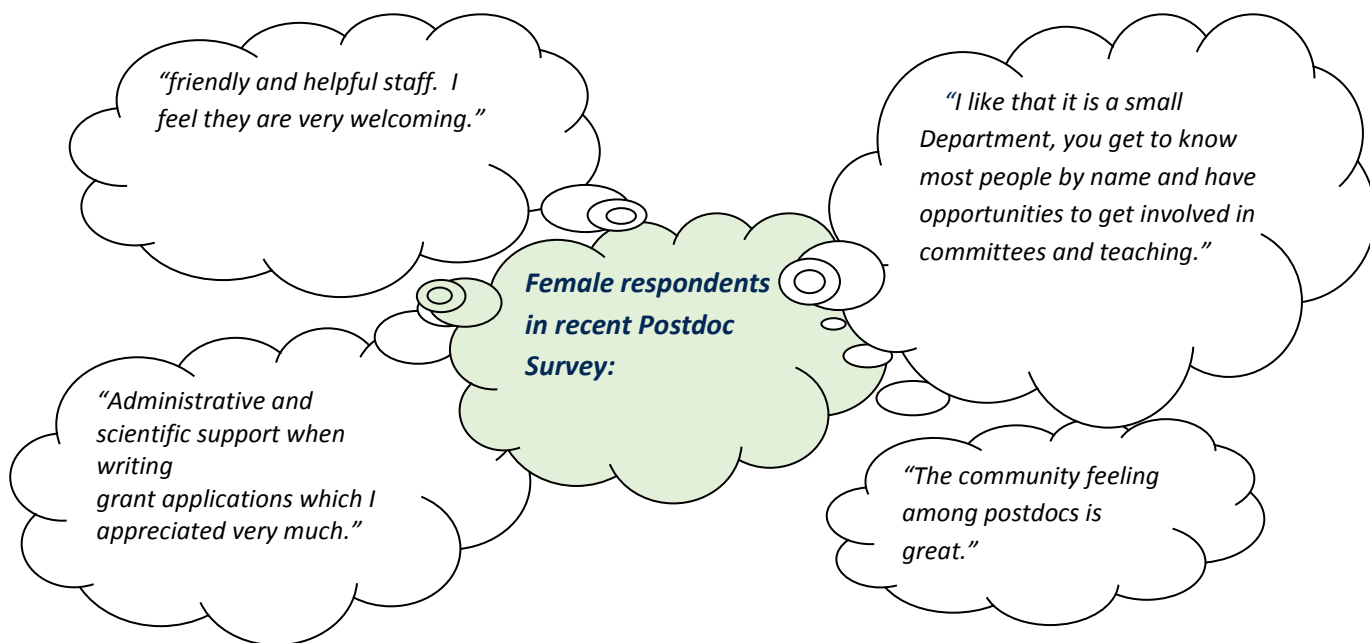 “friendly and helpful staff.  I
feel they are very welcoming.”
“I like that it is a small
Department, you get to know
most people by name and have
opportunities to get involved in
committees and teaching.”
Female respondents
in recent Postdoc
Survey:
“Administrative and
scientific support when
writing
grant applications which I
appreciated very much.”
“The community feeling
among postdocs is
great.”